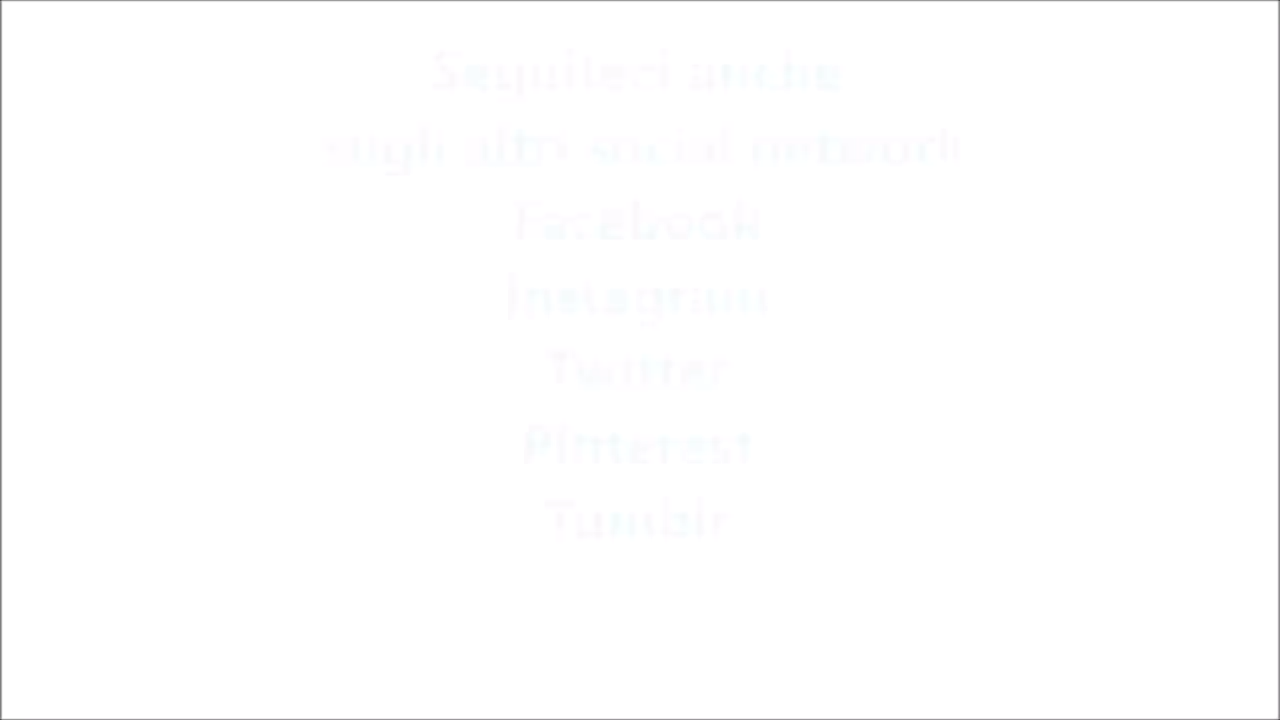 Seguiteci anche
sugli altri social network
Facebook
Instagram
Twitter
Pinterest
Tumblr